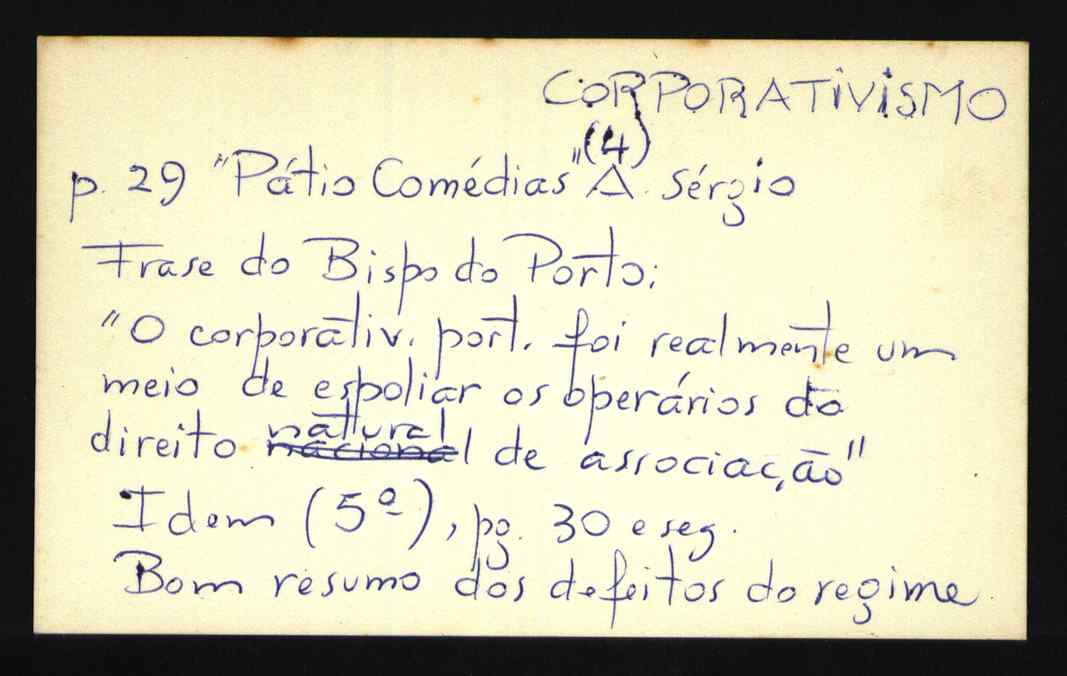 CORPORATIVISMO
(4)
p. 29 "Pátio Comédias" A. Sérgio
Frase do Bispo do Porto:
"O corporativ. port. foi realmente um
meio de espoliar os operários do
natural
direito nacional de associação"
Idem (5º), pg. 30 e seg.
Bom resumo dos defeitos do regime